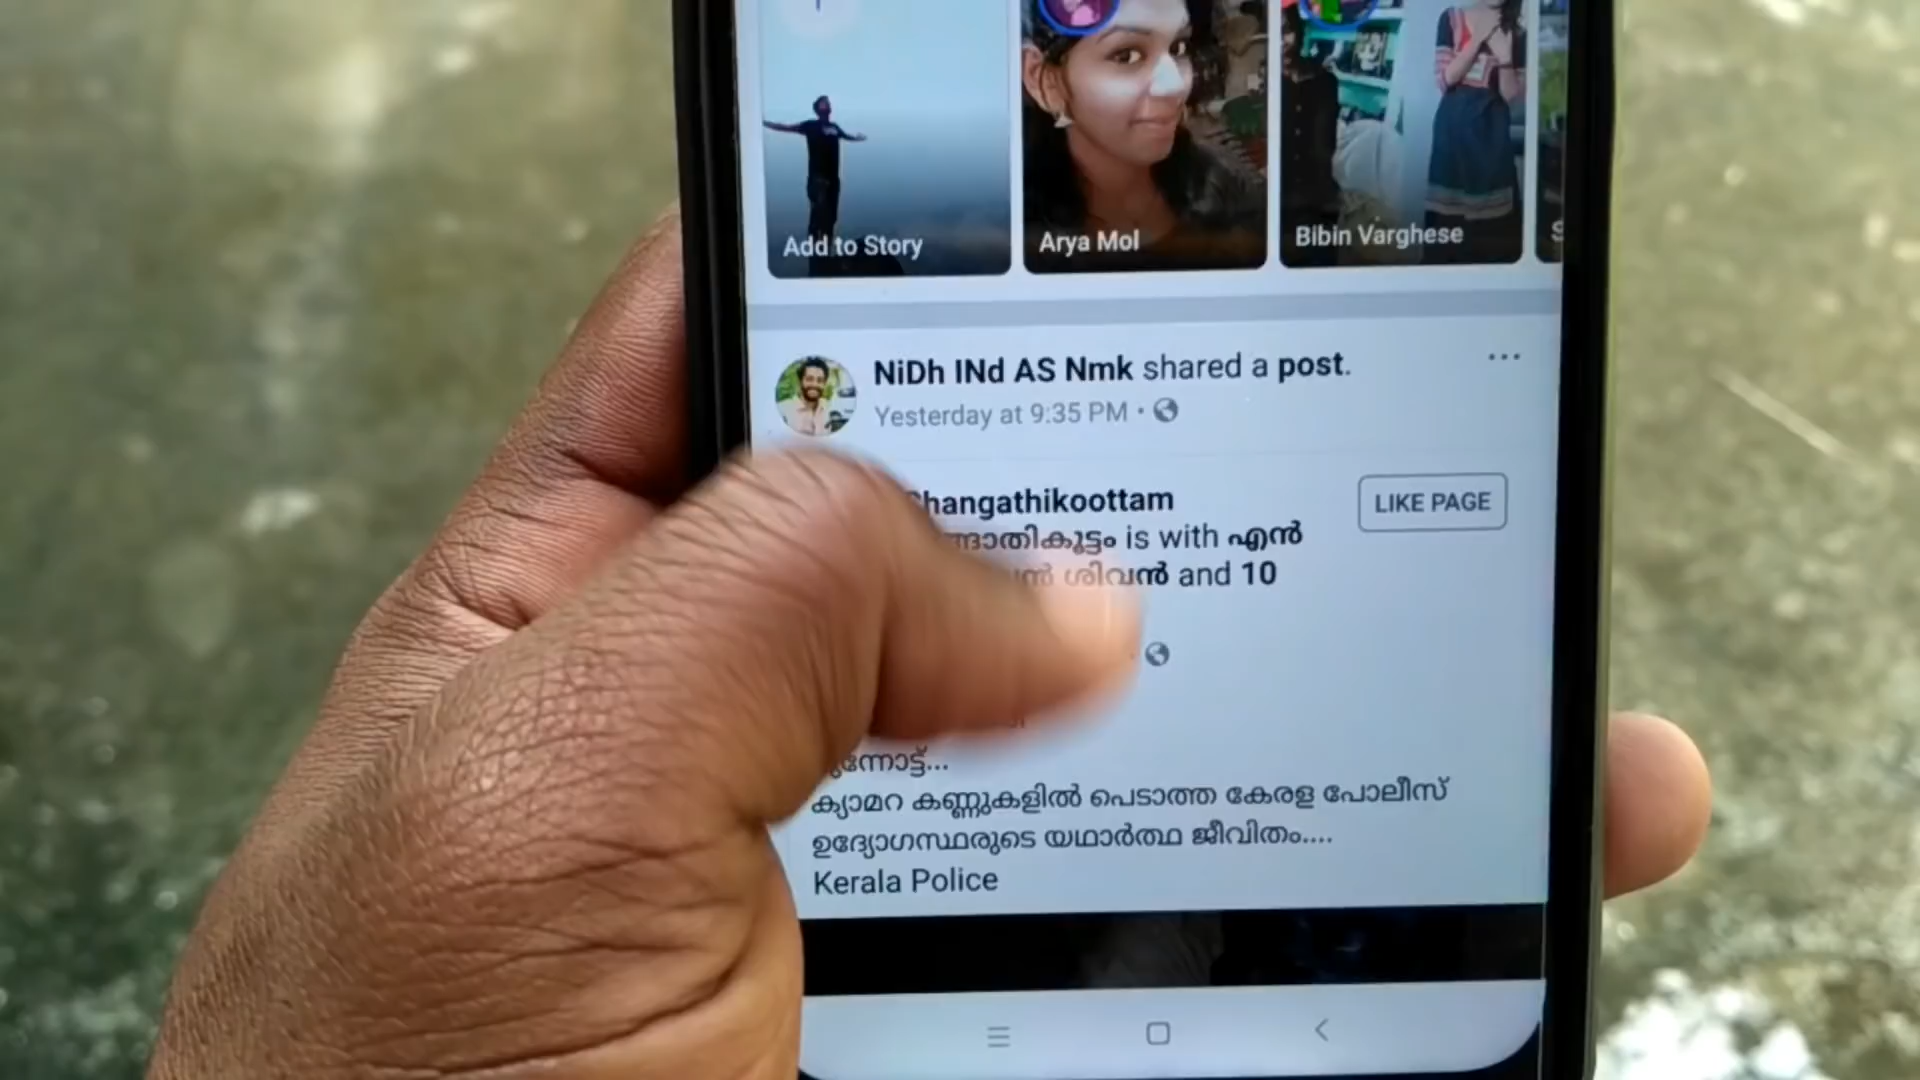 Add to Story
Arya Mol
Bibin Varghese
NiDh INd AS Nmk shared a post.
Yesterday at 9:35 PM
LIKE PAGE
is with എൻ
ശിവൻ and 10
ക്യാമറ കണ്ണുകളിൽ പെടാത്ത കേരള പോലീസ്
ഉദ്യോഗസ്ഥരുടെ യഥാർത്ഥ ജീവിതം....
Kerala Police